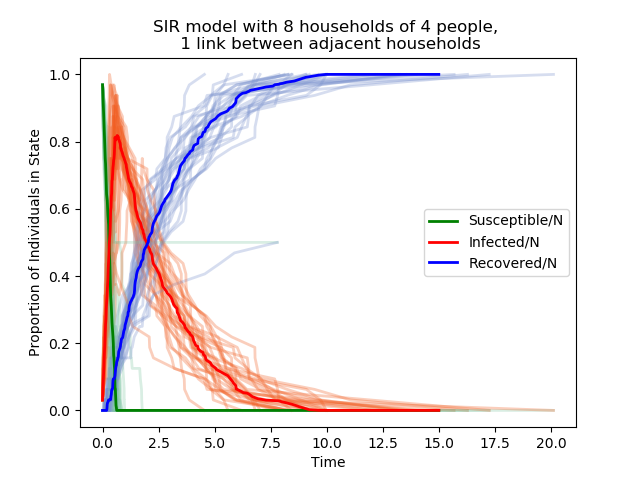 SIR model with 8 households of 4 people,
1 link between adjacent households
Proportion of Individuals in State
1.0
0.8
0.6
0.4
0.2
0.0
Susceptible/N
Infected/N
Recovered/N
0.0 2.5 5.0 7.5 10.0 12.5 15.0 17.5 20.0
Time